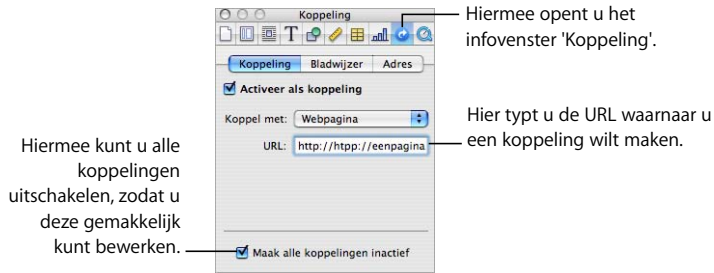 Koppeling
T
Koppeling Bladwijzer Adres
Activeer als koppeling
Koppel met: Webpagina
URL: http://htpp://eenpagina
Maak alle koppelingen inactief
Hiermee opent u het
infovenster 'Koppeling'.
Hier typt u de URL waarnaar u
een koppeling wilt maken.
Hiermee kunt u alle
koppelingen
uitschakelen, zodat u
deze gemakkelijk
kunt bewerken.